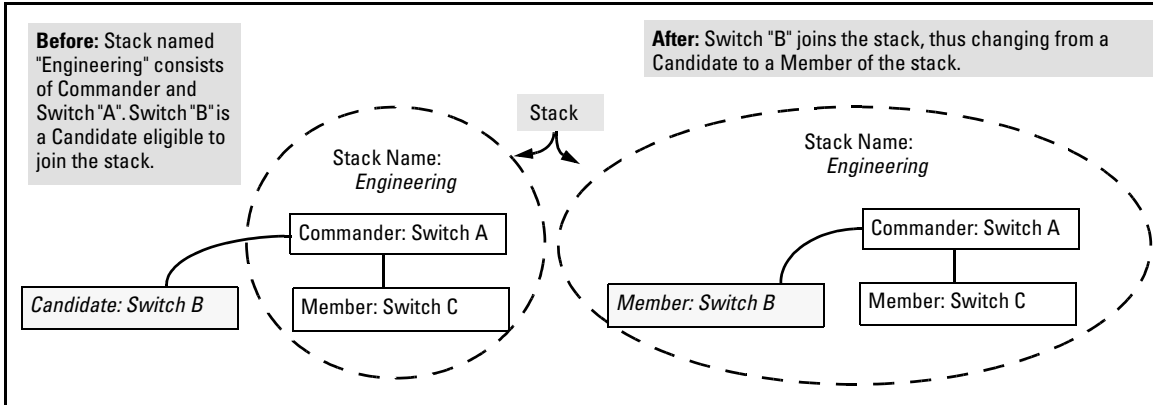 Before: Stack named
"Engineering" consists
of Commander and
Switch "A". Switch "B" is
a Candidate eligible to
join the stack.
After: Switch "B" joins the stack, thus changing from a
Candidate to a Member of the stack.
Stack
Stack Name:
Engineering
Commander: Switch A
Candidate: Switch B
Member: Switch C
Stack Name:
Engineering
Commander: Switch A
Member: Switch B
Member: Switch C